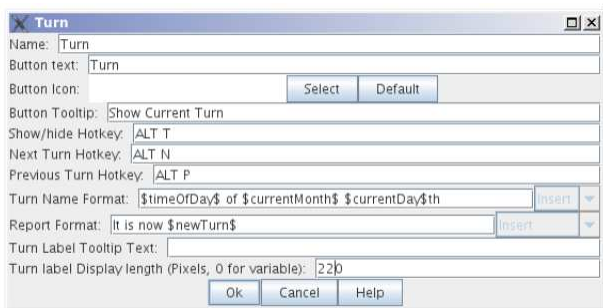 Turn
Name: Turn
Button text: Turn
Button Icon: Select Default
Button Tooltip: Show Current Turn
Show/hide Hotkey: ALT T
Next Turn Hotkey: ALT N
Previous Turn Hotkey: ALT P
Turn Name Format: $timeOfDay$ of $currentMonth$ $currentDay$th Insert
Report Format: It is now $newTurn$ Insert
Turn Label Tooltip Text:
Turn label Display length (Pixels, 0 for variable): 220
Ok Cancel Help